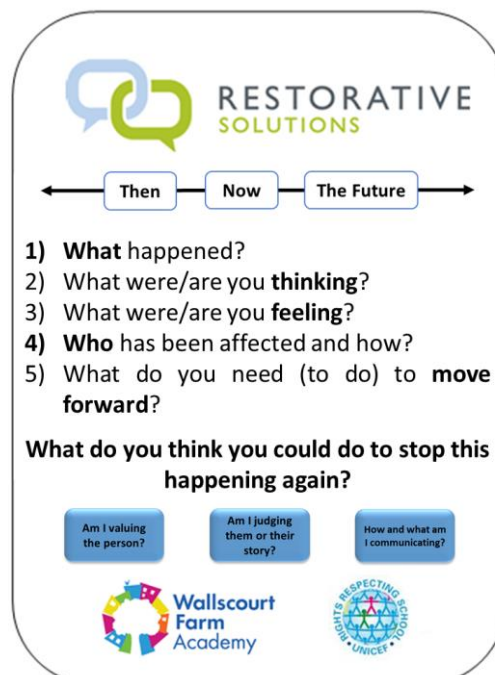 RESTORATIVE
SOLUTIONS
Then Now The Future
1) What happened?
2) What were/are you thinking?
3) What were/are you feeling?
4) Who has been affected and how?
5) What do you need (to do) to move
forward?
What do you think you could do to stop this
happening again?
Am I valuing
the person?
Am I judging
them or their
story?
How and what am
I communicating?
Wallscourt
Farm
Academy
RIGHTS RESPECTING SCHOOL
UNICEF